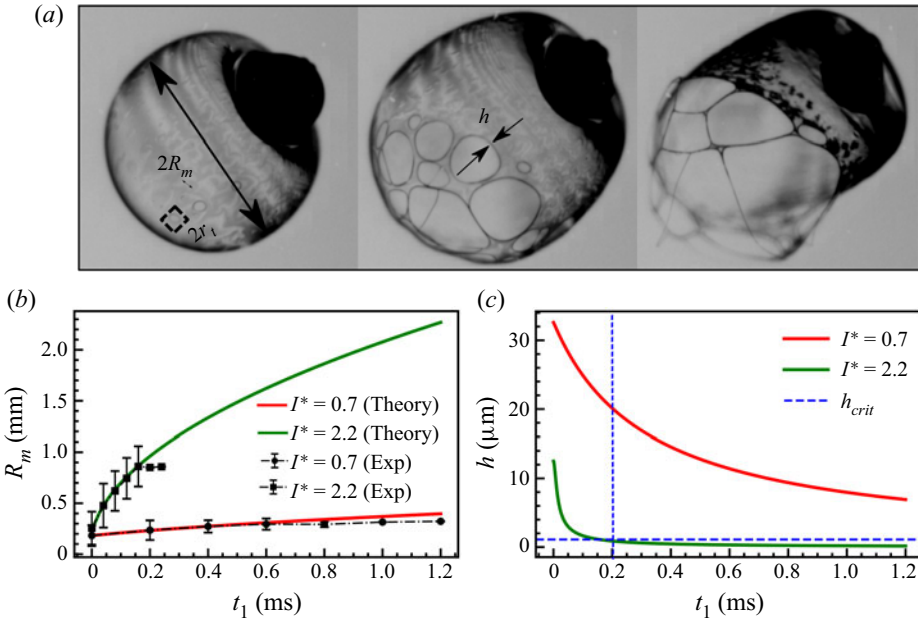 (a)
h
2R_m
2r_t
(b)
(c)
2.0
1.5
1.0
0.5
0
R_m (mm)
I* = 0.7 (Theory)
I* = 2.2 (Theory)
I* = 0.7 (Exp)
I* = 2.2 (Exp)
0 0.2 0.4 0.6 0.8 1.0 1.2
t_1 (ms)
30
20
10
0
h (μm)
I* = 0.7
I* = 2.2
h_crit
0 0.2 0.4 0.6 0.8 1.0 1.2
t_1 (ms)